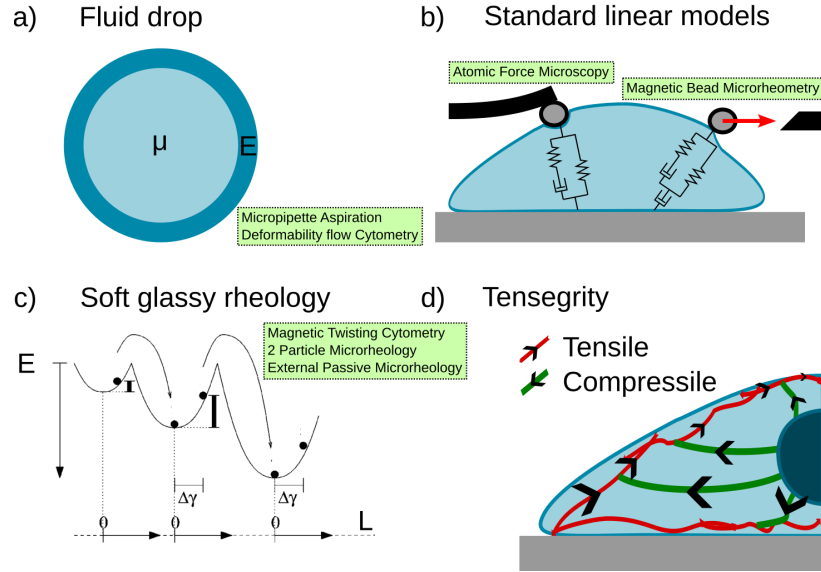 a) Fluid drop
μ
E
Micropipette Aspiration
Deformability flow Cytometry
b) Standard linear models
Atomic Force Microscopy
Magnetic Bead Microrheometry
c) Soft glassy rheology
Magnetic Twisting Cytometry
2 Particle Microrheology
External Passive Microrheology
E
Δγ
Δγ
0
0
0
L
d) Tensegrity
Tensile
Compressile